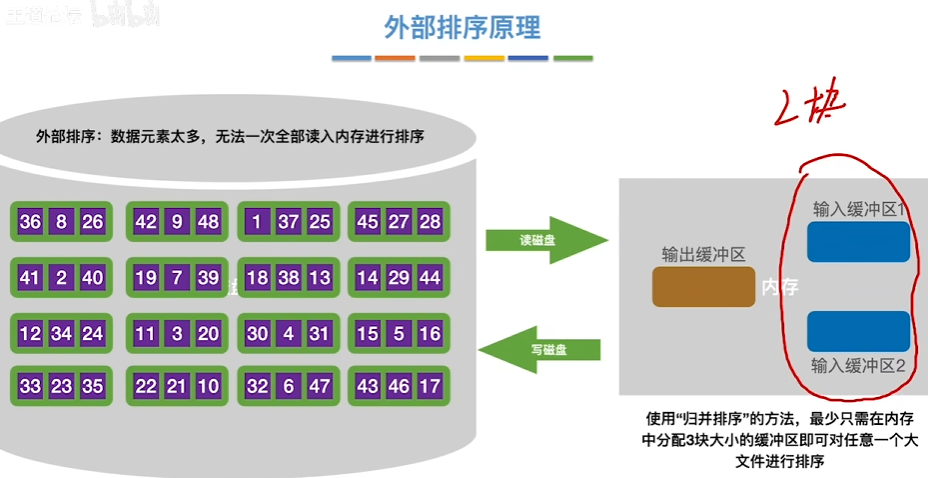 王道论坛 bilibili
外部排序原理
2块
外部排序：数据元素太多，无法一次全部读入内存进行排序
36 8 26 42 9 48 1 37 25 45 27 28
41 2 40 19 7 39 18 38 13 14 29 44
12 34 24 11 3 20 30 4 31 15 5 16
33 23 35 22 21 10 32 6 47 43 46 17
读磁盘
写磁盘
输入缓冲区1
输出缓冲区
内存
输入缓冲区2
使用“归并排序”的方法，最少只需在内存
中分配3块大小的缓冲区即可对任意一个大
文件进行排序